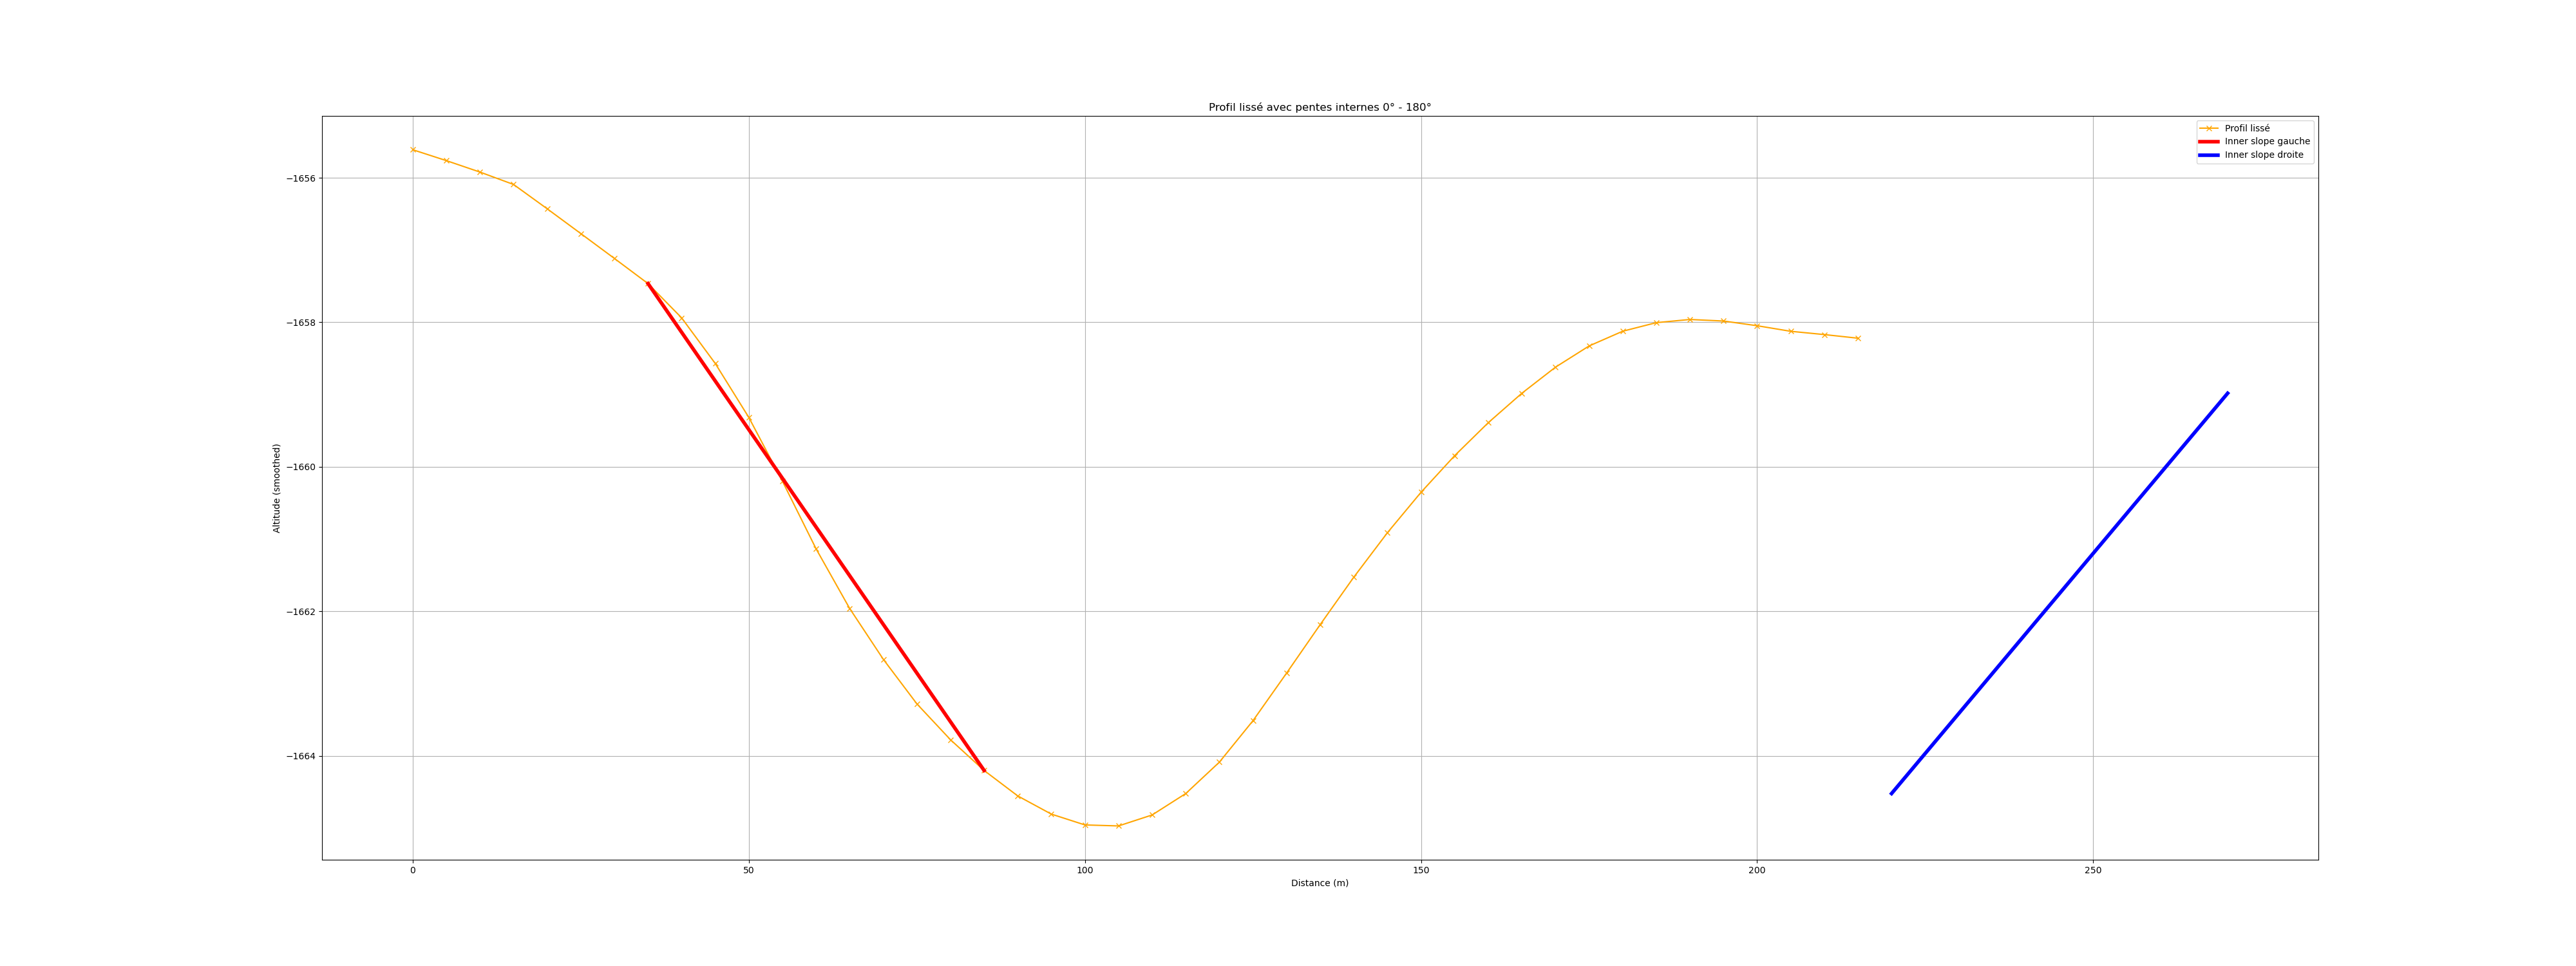 Profil lissé avec pentes internes 0° - 180°
Profil lissé
Inner slope gauche
Inner slope droite
−1656
−1658
−1660
−1662
−1664
Altitude (smoothed)
0
50
100
150
200
250
Distance (m)